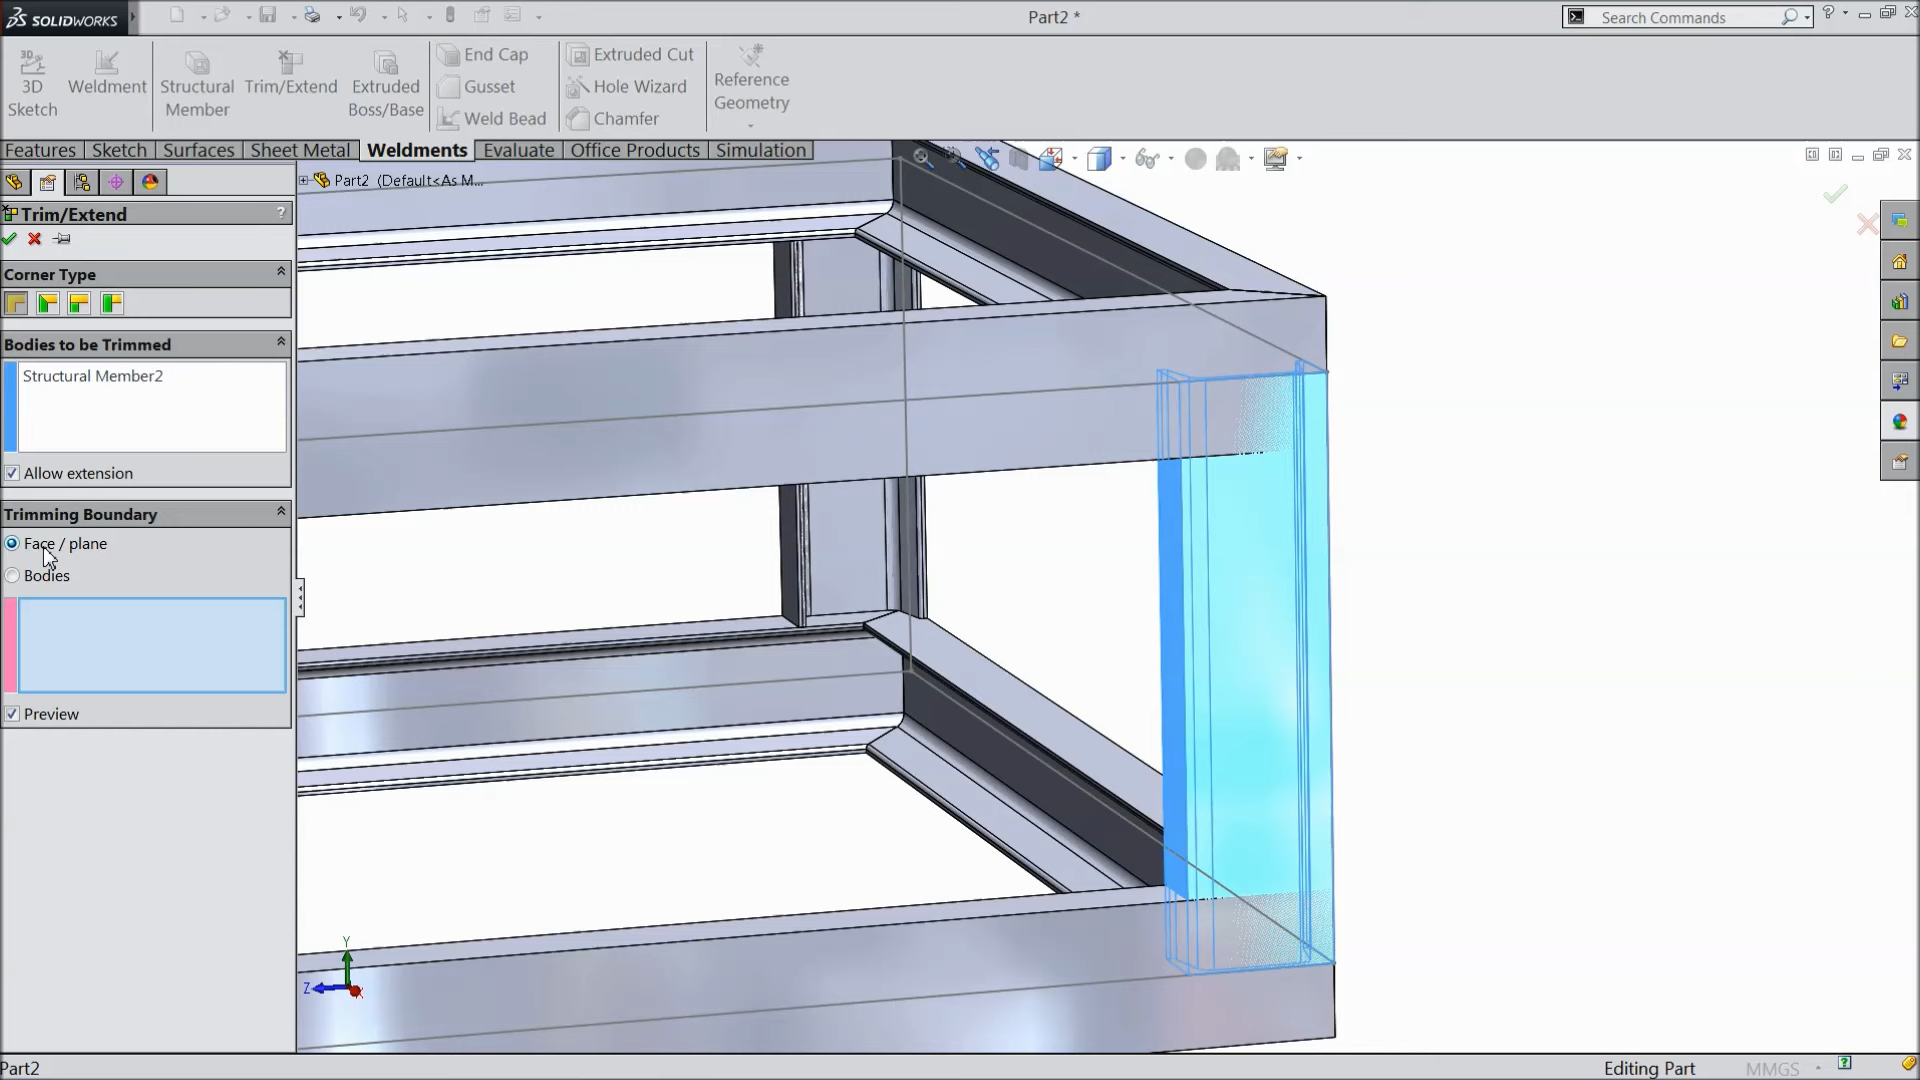 SOLIDWORKS
Part2 *
Search Commands
3D Sketch
Weldment
Structural Member
Trim/Extend
Extruded Boss/Base
End Cap
Gusset
Weld Bead
Extruded Cut
Hole Wizard
Chamfer
Reference Geometry
Features
Sketch
Surfaces
Sheet Metal
Weldments
Evaluate
Office Products
Simulation
Part2 (Default<As M...
Trim/Extend
?
Corner Type
Bodies to be Trimmed
Structural Member2
Allow extension
Trimming Boundary
Face / plane
Bodies
Preview
Y
Z
X
Part2
Editing Part
MMGS